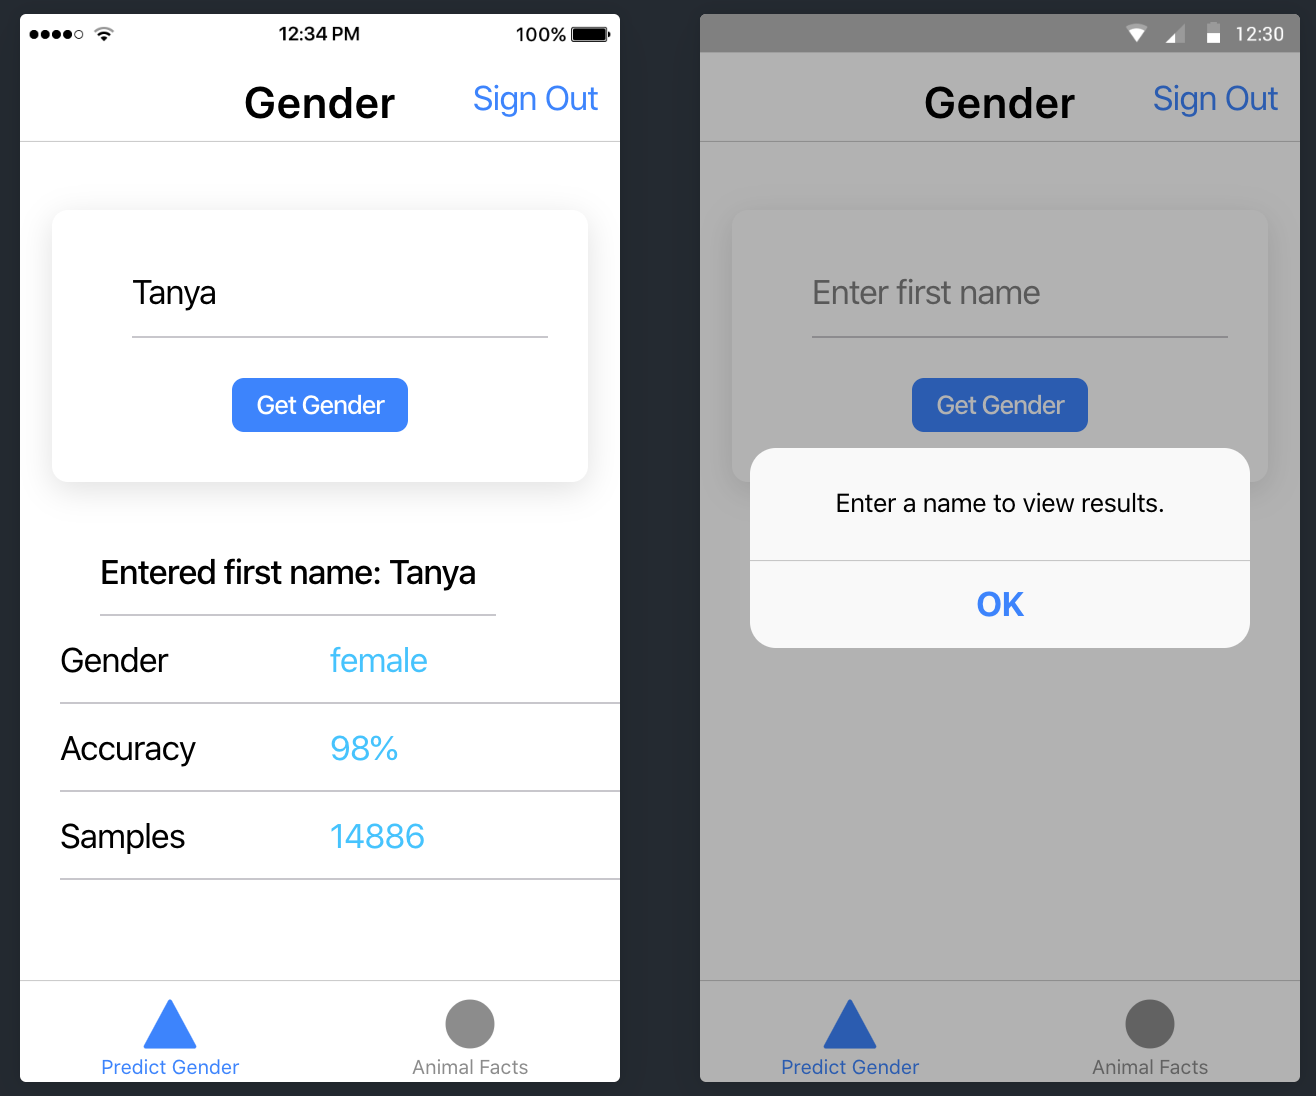 12:34 PM 100%
Gender Sign Out
Tanya
Get Gender
Entered first name: Tanya
Gender female
Accuracy 98%
Samples 14886
Predict Gender Animal Facts
12:30
Gender Sign Out
Enter first name
Get Gender
Enter a name to view results.
OK
Predict Gender Animal Facts